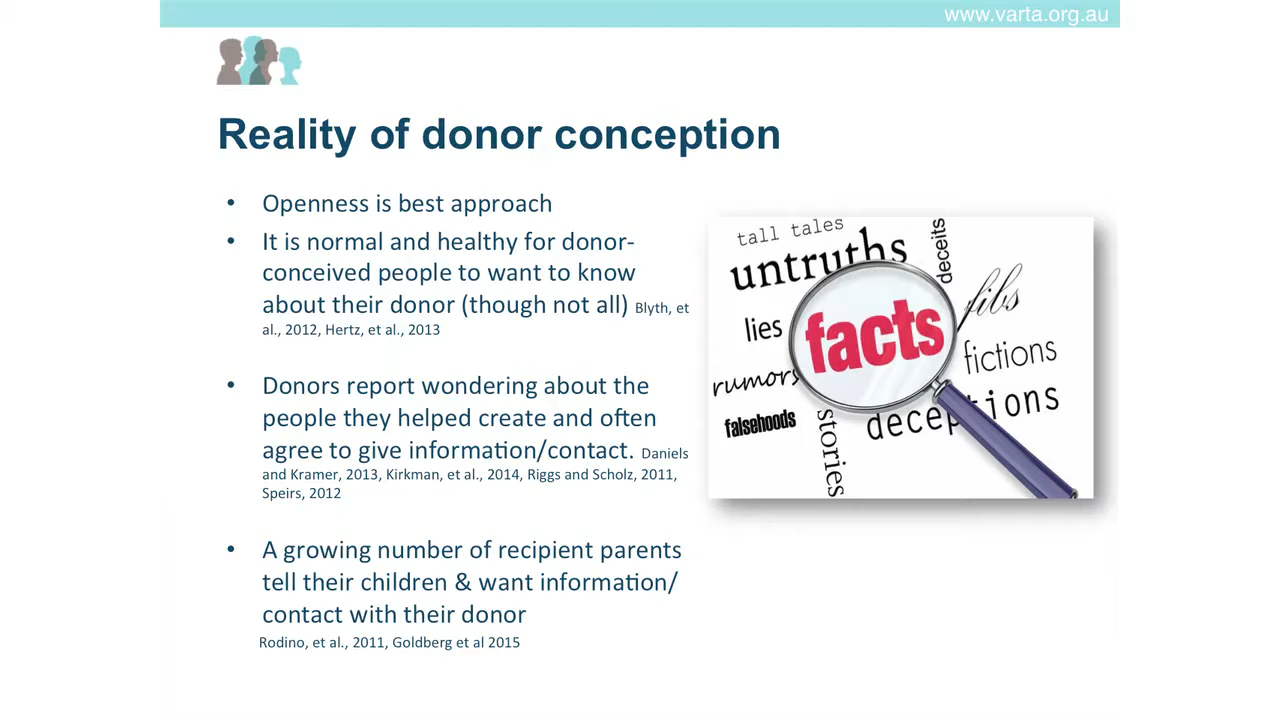 www.varta.org.au
Reality of donor conception
• Openness is best approach
• It is normal and healthy for donor-
conceived people to want to know
about their donor (though not all) Blyth, et
al., 2012, Hertz, et al., 2013
• Donors report wondering about the
people they helped create and often
agree to give information/contact. Daniels
and Kramer, 2013, Kirkman, et al., 2014, Riggs and Scholz, 2011,
Speirs, 2012
• A growing number of recipient parents
tell their children & want information/
contact with their donor
Rodino, et al., 2011, Goldberg et al 2015
tall tales
untruths
deceits
lies
facts
fibs
fictions
rumors
falsehoods
stories
deceptions